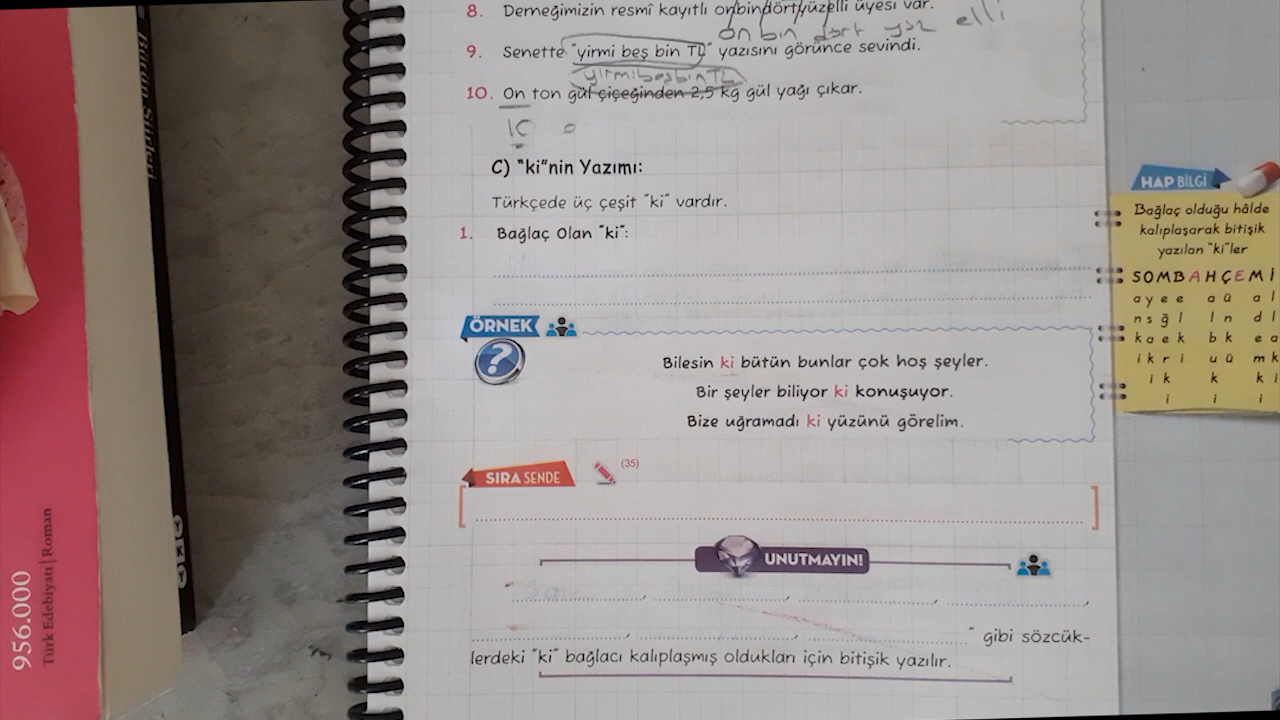 8. Derneğimizin resmî kayıtlı onbindörtyüzelli üyesi var.
on bin dört yüz elli
9. Senette "yirmi beş bin TL" yazısını görünce sevindi.
yirmibeşbinTL
10. On ton gül çiçeğinden 2,5 kg gül yağı çıkar.
10
C) "ki"nin Yazımı:
Türkçede üç çeşit "ki" vardır.
1. Bağlaç Olan "ki":
ÖRNEK
Bilesin ki bütün bunlar çok hoş şeyler.
Bir şeyler biliyor ki konuşuyor.
Bize uğramadı ki yüzünü görelim.
SIRA SENDE
(35)
UNUTMAYIN!
" gibi sözcük-
lerdeki "ki" bağlacı kalıplaşmış oldukları için bitişik yazılır.
HAP BİLGİ
Bağlaç olduğu hâlde
kalıplaşarak bitişik
yazılan "ki"ler
SOMBAHÇEMİ
a y e e a ü a l
n s ğ l l n d l
k a e k b k e a
i k r i u ü m k
i k k k i
i i i
956.000
Türk Edebiyatı | Roman